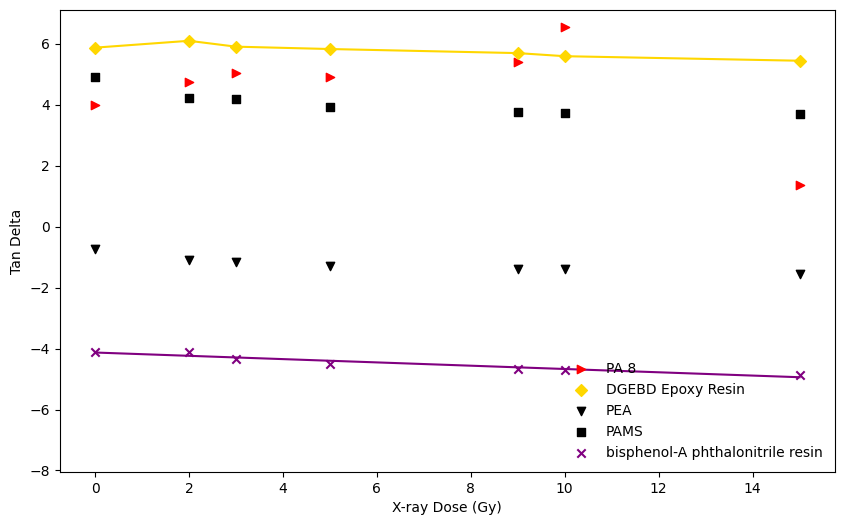 6
4
2
0
−2
−4
−6
−8
Tan Delta
0
2
4
6
8
10
12
14
X-ray Dose (Gy)
PA 8
DGEBD Epoxy Resin
PEA
PAMS
bisphenol-A phthalonitrile resin